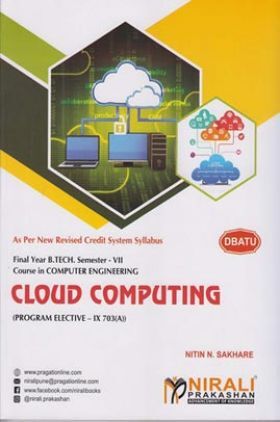 collaboration
DBATU
As Per New Revised Credit System Syllabus
Final Year B.TECH. Semester - VII
Course in COMPUTER ENGINEERING
CLOUD COMPUTING
(PROGRAM ELECTIVE – IX 703(A))
NITIN N. SAKHARE
www.pragationline.com
niralipune@pragationline.com
www.facebook.com/niralibooks
@nirali.prakashan
NIRALI
PRAKASHAN
ADVANCEMENT OF KNOWLEDGE